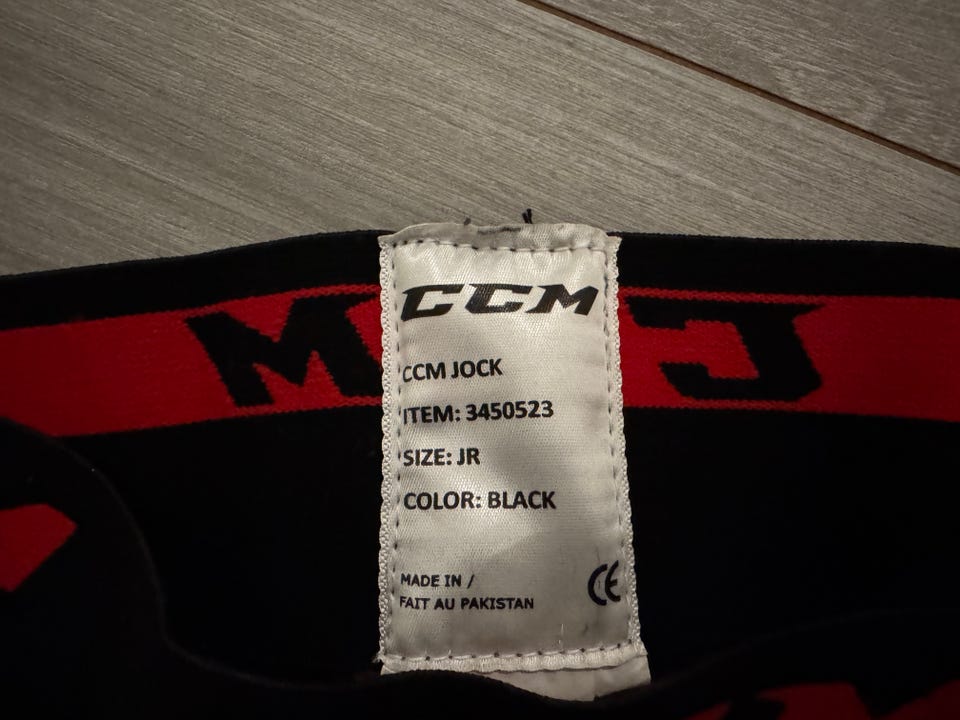 CCM
CCM JOCK
ITEM: 3450523
SIZE: JR
COLOR: BLACK
MADE IN /
FAIT AU PAKISTAN
CE
M
J